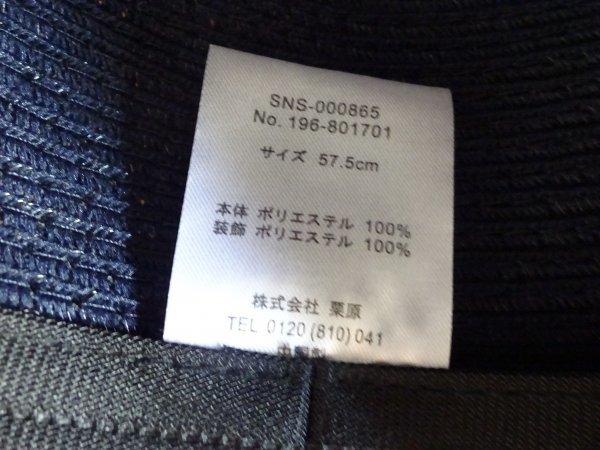 SNS-000865
No. 196-801701
サイズ 57.5cm
本体 ポリエステル 100%
装飾 ポリエステル 100%
株式会社 栗原
TEL 0120(810)041